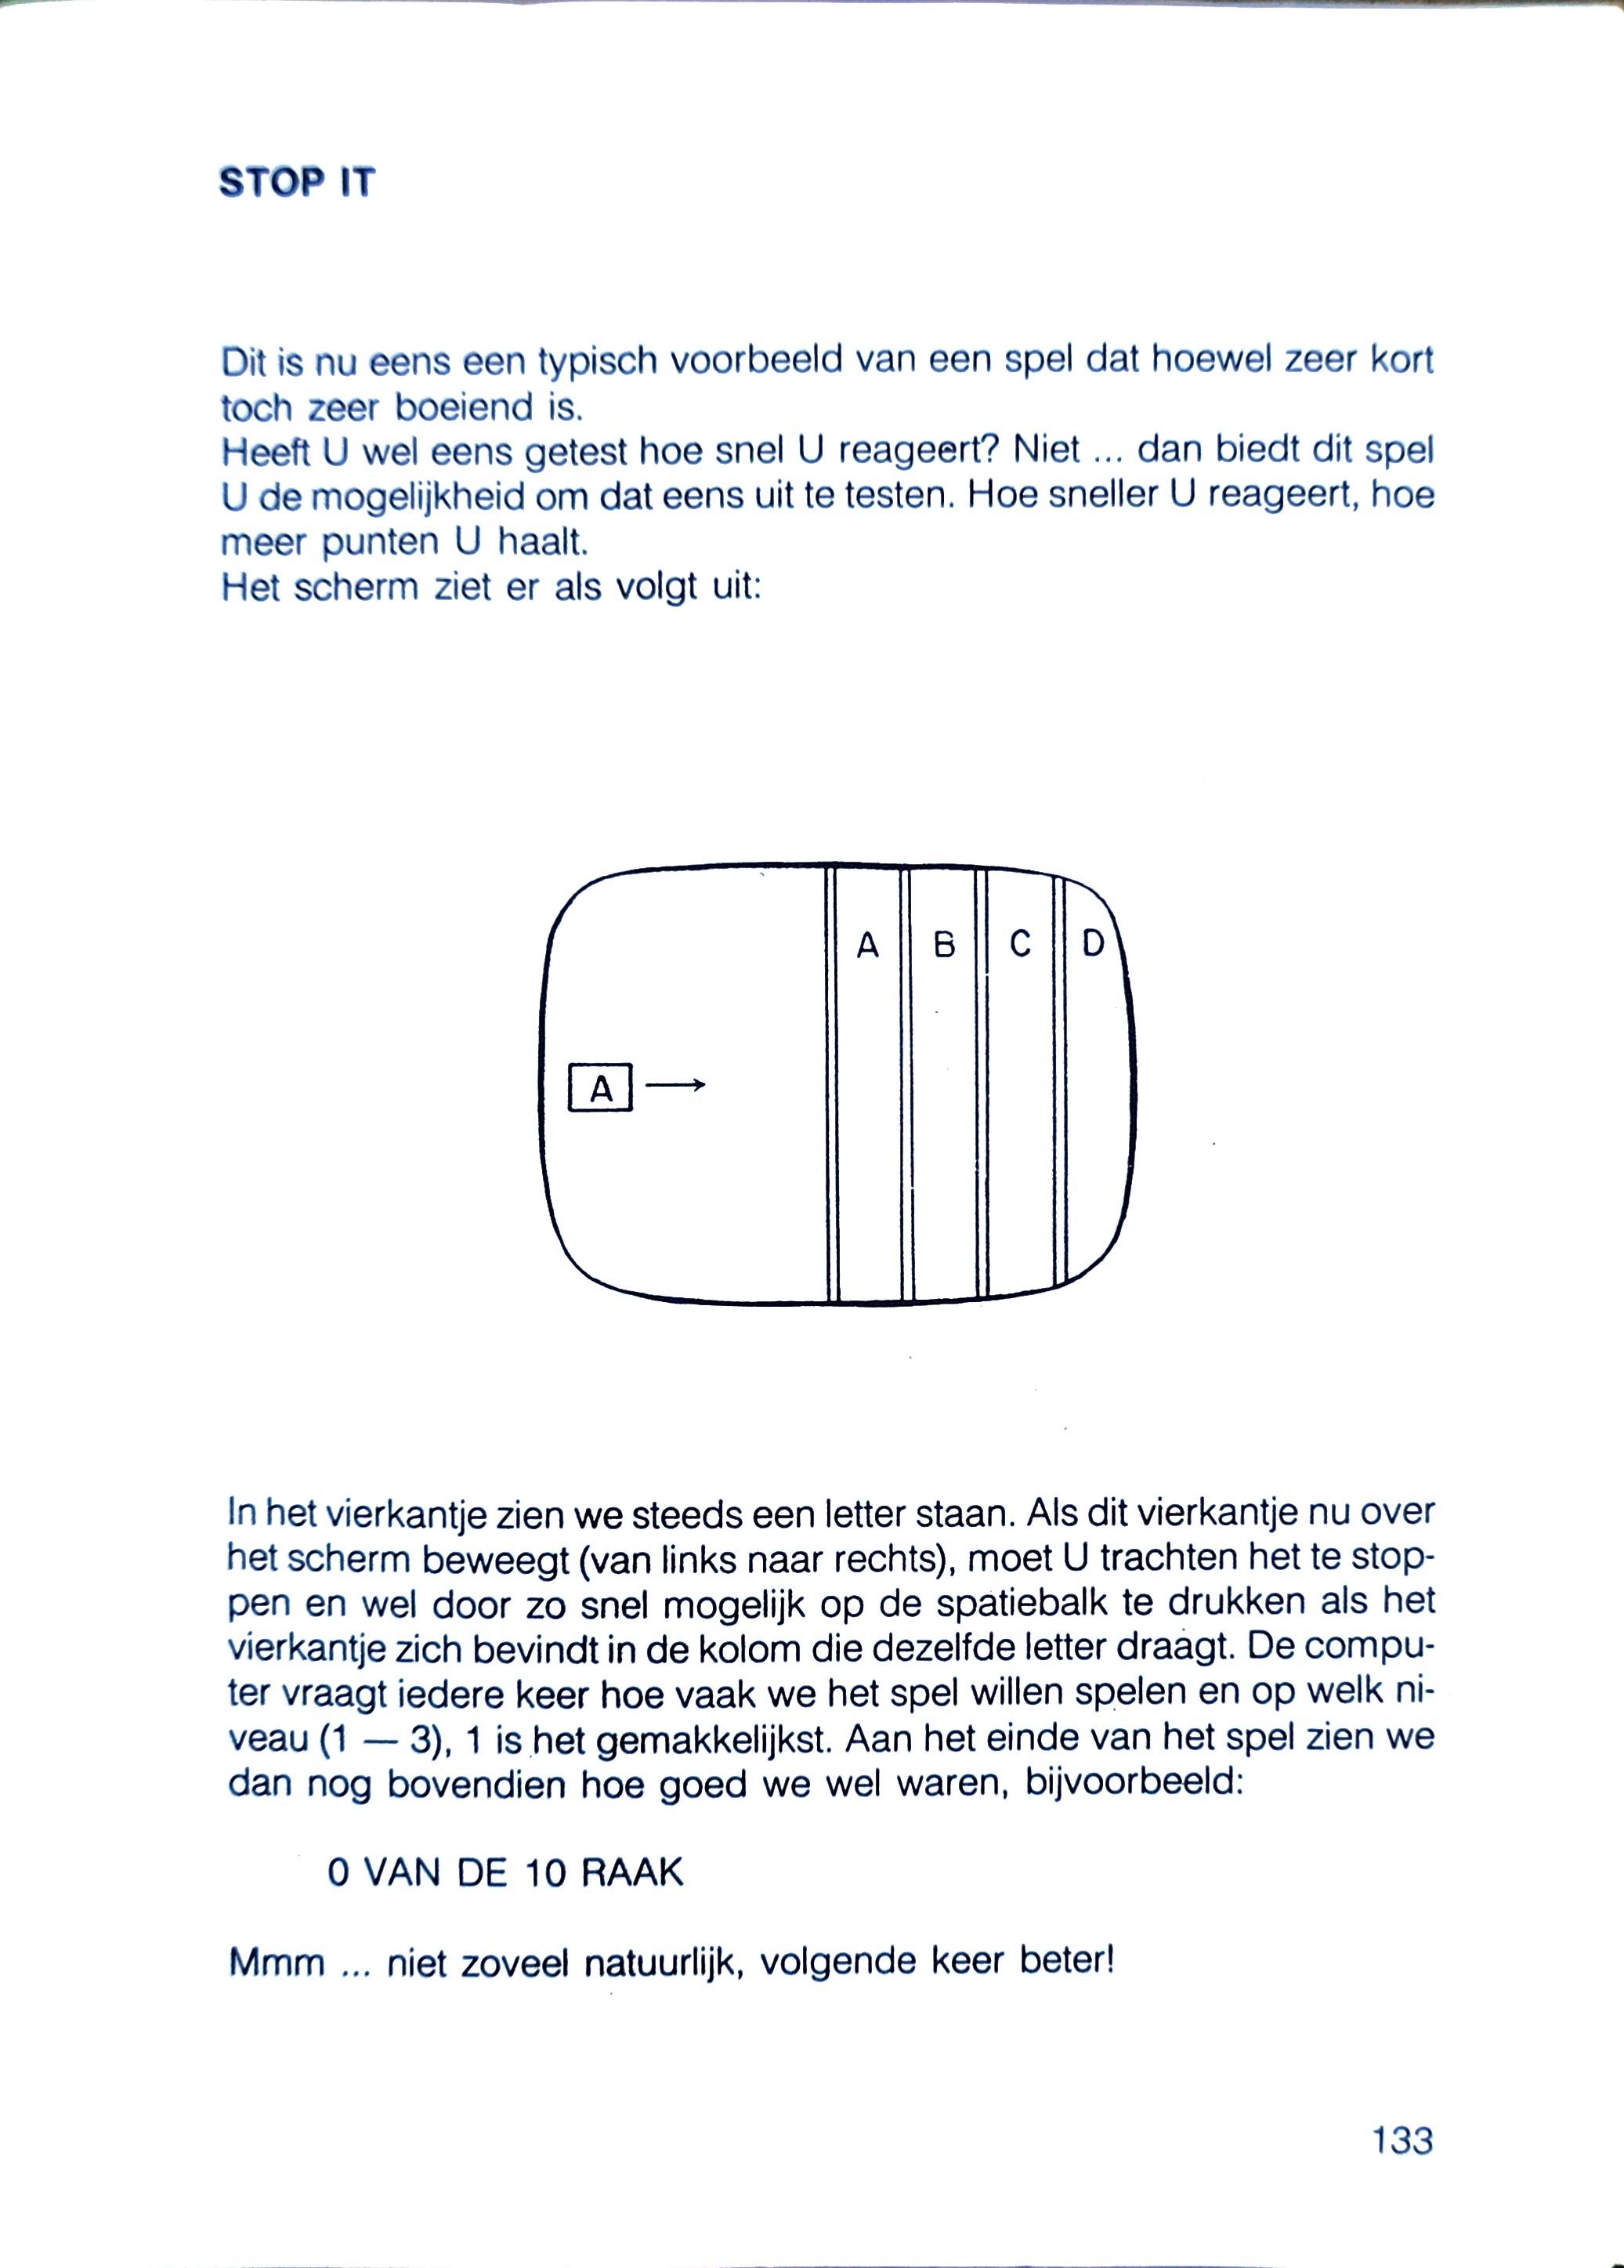 STOP IT
Dit is nu eens een typisch voorbeeld van een spel dat hoewel zeer kort
toch zeer boeiend is.
Heeft U wel eens getest hoe snel U reageert? Niet ... dan biedt dit spel
U de mogelijkheid om dat eens uit te testen. Hoe sneller U reageert, hoe
meer punten U haalt.
Het scherm ziet er als volgt uit:
A B C D
A
In het vierkantje zien we steeds een letter staan. Als dit vierkantje nu over
het scherm beweegt (van links naar rechts), moet U trachten het te stop-
pen en wel door zo snel mogelijk op de spatiebalk te drukken als het
vierkantje zich bevindt in de kolom die dezelfde letter draagt. De compu-
ter vraagt iedere keer hoe vaak we het spel willen spelen en op welk ni-
veau (1 — 3), 1 is het gemakkelijkst. Aan het einde van het spel zien we
dan nog bovendien hoe goed we wel waren, bijvoorbeeld:
0 VAN DE 10 RAAK
Mmm ... niet zoveel natuurlijk, volgende keer beter!
133